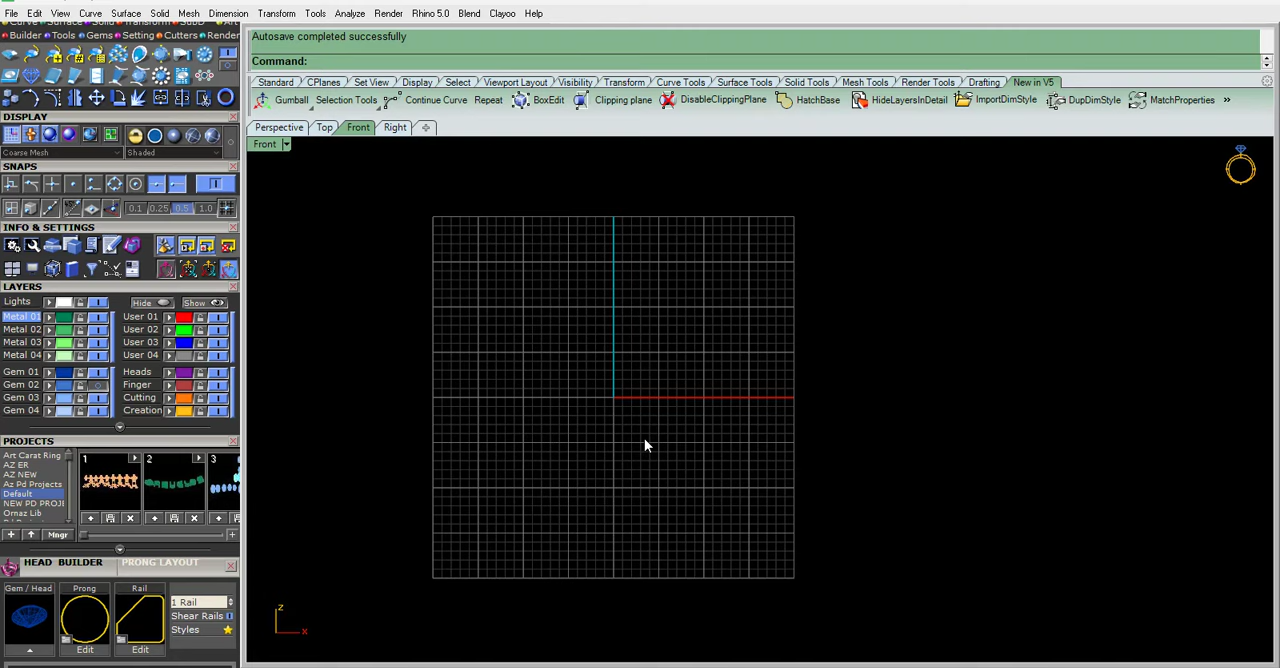 File Edit View Curve Surface Solid Mesh Dimension Transform Tools Analyze Render Rhino 5.0 Blend Clayoo Help
Builder Tools Gems Setting Cutters Render
Autosave completed successfully
Command:
Standard CPlanes Set View Display Select Viewport Layout Visibility Transform Curve Tools Surface Tools Solid Tools Mesh Tools Render Tools Drafting New in V5
Gumball Selection Tools Continue Curve Repeat BoxEdit Clipping plane DisableClippingPlane HatchBase HideLayersInDetail ImportDimStyle DupDimStyle MatchProperties »
Perspective Top Front Right
Front
DISPLAY
Coarse Mesh Shaded
SNAPS
0.1 0.25 0.5 1.0
INFO & SETTINGS
LAYERS
Lights Hide Show
Metal 01 User 01
Metal 02 User 02
Metal 03 User 03
Metal 04 User 04
Gem 01 Heads
Gem 02 Finger
Gem 03 Cutting
Gem 04 Creation
PROJECTS
Art Carat Ring
AZ ER
AZ NEW
Az Pd Projects
Default
NEW PD PROJ
Ornaz Lib
1 2 3
Mngr
HEAD BUILDER PRONG LAYOUT
Gem / Head Prong Rail
1 Rail
Shear Rails
Styles
Edit Edit
z
x